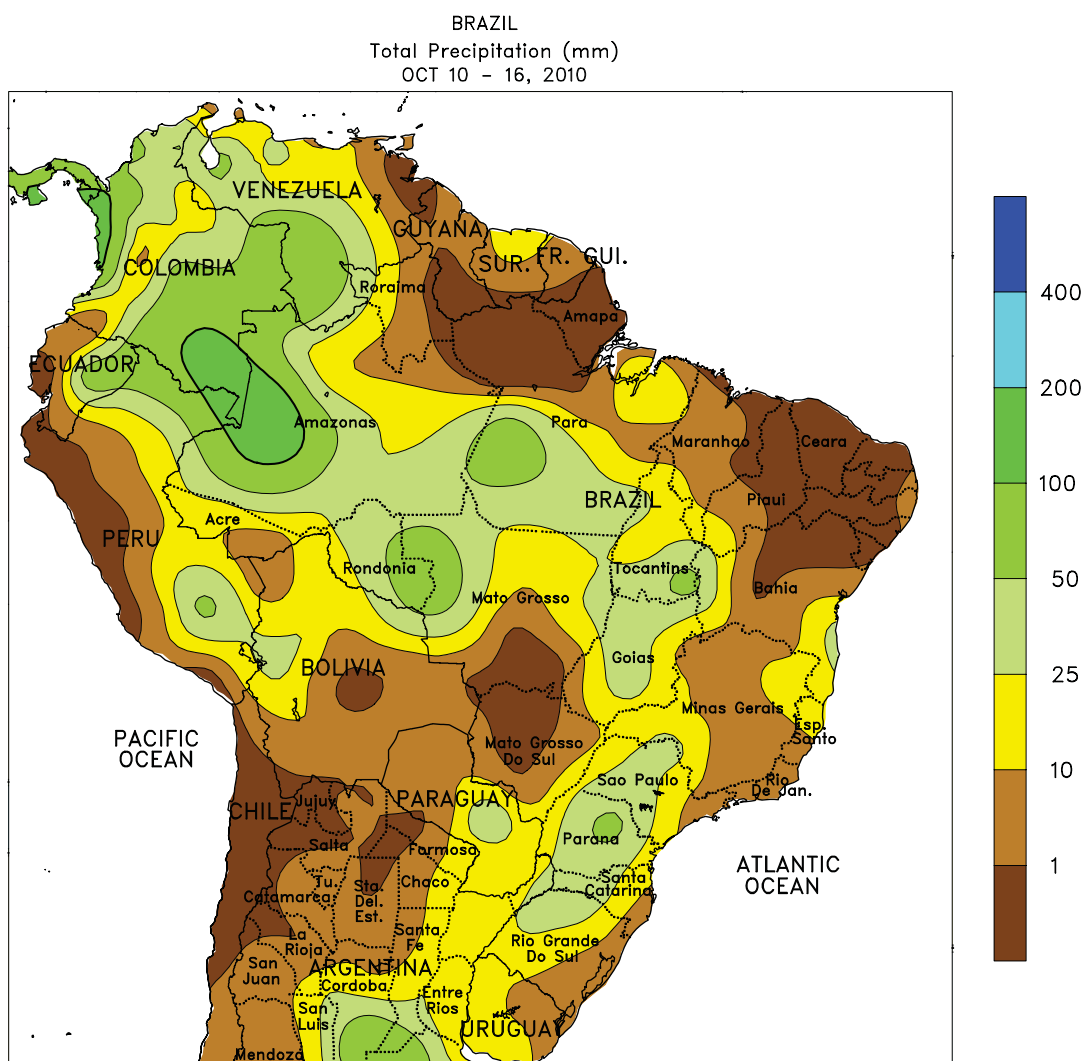 BRAZIL
Total Precipitation (mm)
OCT 10 - 16, 2010
VENEZUELA
GUYANA
SUR.
FR. GUI.
COLOMBIA
Roraima
Amapa
ECUADOR
Amazonas
Para
Maranhao
Ceara
BRAZIL
Piaui
Acre
PERU
Rondonia
Tocantins
Mato Grosso
Bahia
BOLIVIA
Goias
Minas Gerais
Esp.
Santo
PACIFIC
OCEAN
Mato Grosso
Do Sul
Sao Paulo
Rio
De Jan.
CHILE
Jujuy
PARAGUAY
Parana
Salta
Formosa
ATLANTIC
OCEAN
Tu.
Catamarca
Sta.
Del.
Est.
Chaco
Santa
Catarina
La
Rioja
Santa
Fe
Rio Grande
Do Sul
San
Juan
ARGENTINA
Cordoba
Entre
Rios
San
Luis
URUGUAY
Mendoza
400
200
100
50
25
10
1